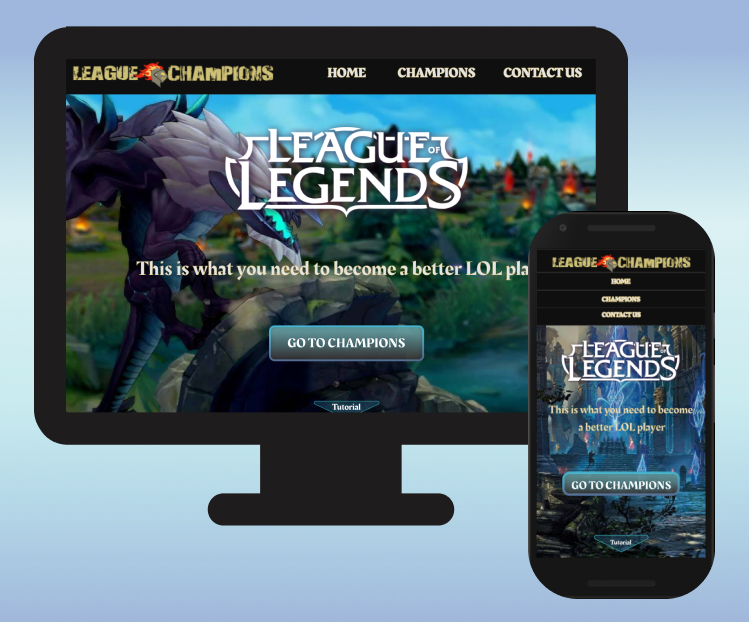 LEAGUE CHAMPIONS
HOME CHAMPIONS CONTACT US
LEAGUE OF
LEGENDS
This is what you need to become a better LOL pla
GO TO CHAMPIONS
Tutorial
LEAGUE CHAMPIONS
HOME
CHAMPIONS
CONTACT US
LEAGUE OF
LEGENDS
This is what you need to become
a better LOL player
GO TO CHAMPIONS
Tutorial